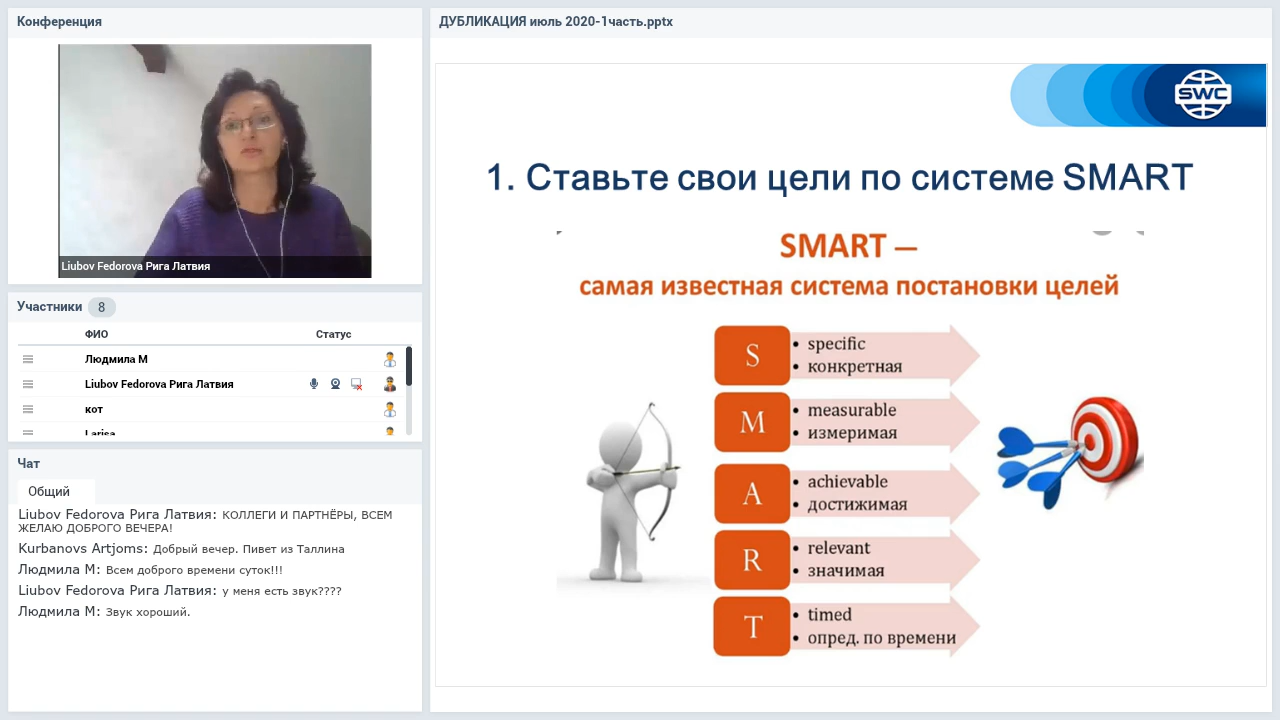 Конференция
Liubov Fedorova Рига Латвия
Участники 8
ФИО Статус
Людмила М
Liubov Fedorova Рига Латвия
кот
Larisa
Чат
Общий
Liubov Fedorova Рига Латвия: КОЛЛЕГИ И ПАРТНЁРЫ, ВСЕМ
ЖЕЛАЮ ДОБРОГО ВЕЧЕРА!
Kurbanovs Artjoms: Добрый вечер. Пивет из Таллина
Людмила М: Всем доброго времени суток!!!
Liubov Fedorova Рига Латвия: у меня есть звук????
Людмила М: Звук хороший.
ДУБЛИКАЦИЯ июль 2020-1часть.pptx
SWC
1. Ставьте свои цели по системе SMART
SMART —
самая известная система постановки целей
S
• specific
• конкретная
M
• measurable
• измеримая
A
• achievable
• достижимая
R
• relevant
• значимая
T
• timed
• опред. по времени